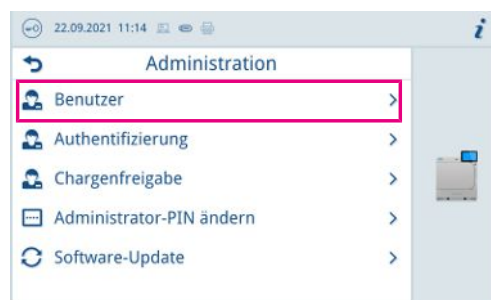 22.09.2021 11:14
Administration
Benutzer
Authentifizierung
Chargenfreigabe
Administrator-PIN ändern
Software-Update